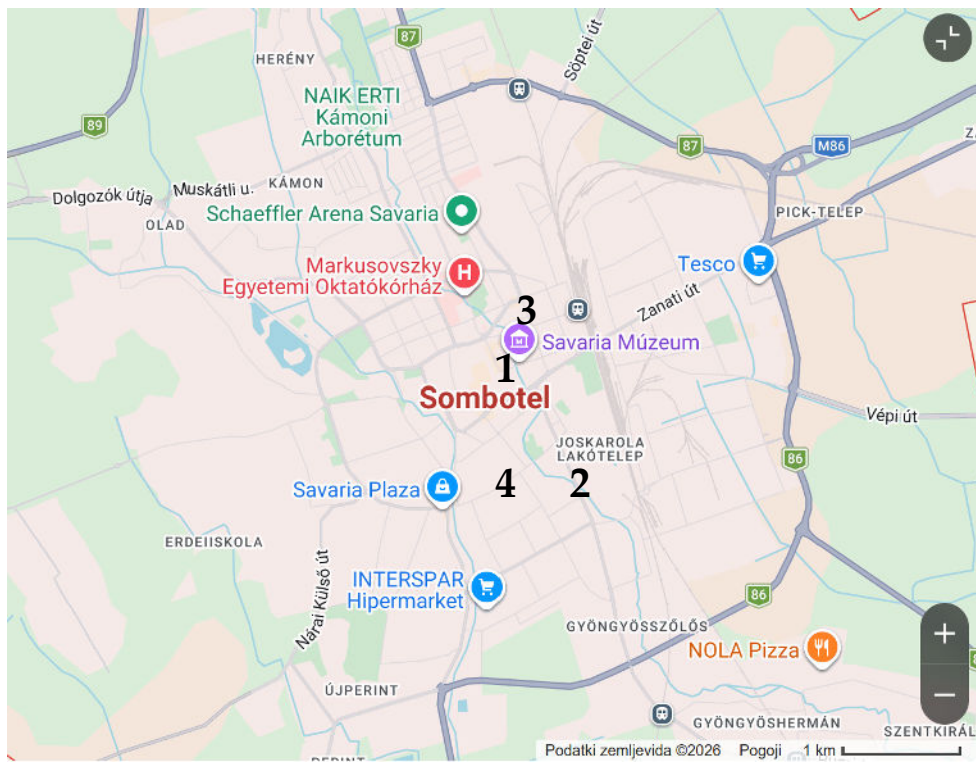 87
Söptei út
HERÉNY
NAIK ERTI
Kámoni
Arborétum
89
87
M86
Dolgozók útja
Muskátli u.
KÁMON
OLAD
Schaeffler Arena Savaria
PICK-TELEP
Markusovszky
Egyetemi Oktatókórház
H
Tesco
Zanati út
3
Savaria Múzeum
1
Sombotel
Vépi út
JOSKAROLA
LAKÓTELEP
86
Savaria Plaza
4
2
ERDEIISKOLA
Nárai Külső út
INTERSPAR
Hipermarket
86
GYÖNGYÖSSZŐLŐS
NOLA Pizza
ÚJPERINT
GYÖNGYÖSHERMÁN
SZENTKIRÁL
Podatki zemljevida ©2026 Pogoji 1 km